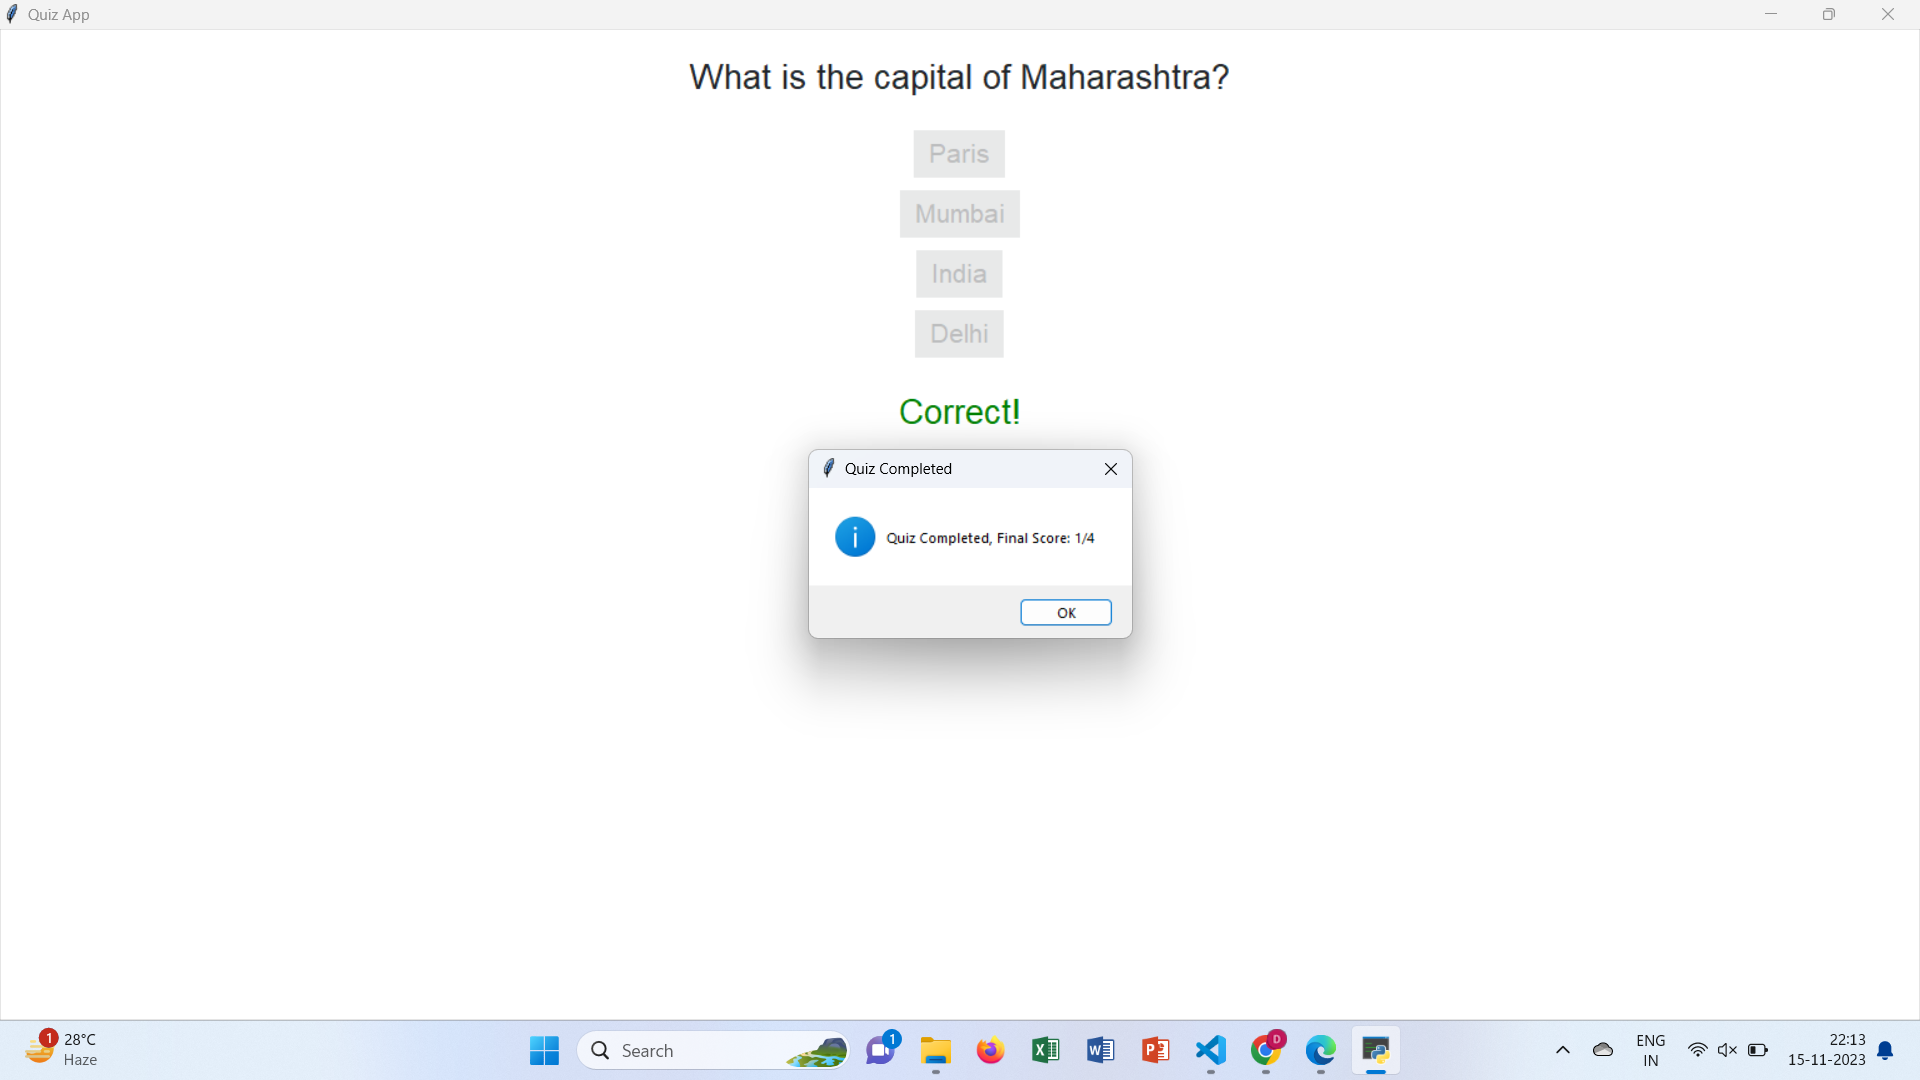 Quiz App
What is the capital of Maharashtra?
Paris
Mumbai
India
Delhi
Correct!
Quiz Completed
Quiz Completed, Final Score: 1/4
OK
1
28°C
Haze
Search
1
D
ENG
IN
22:13
15-11-2023